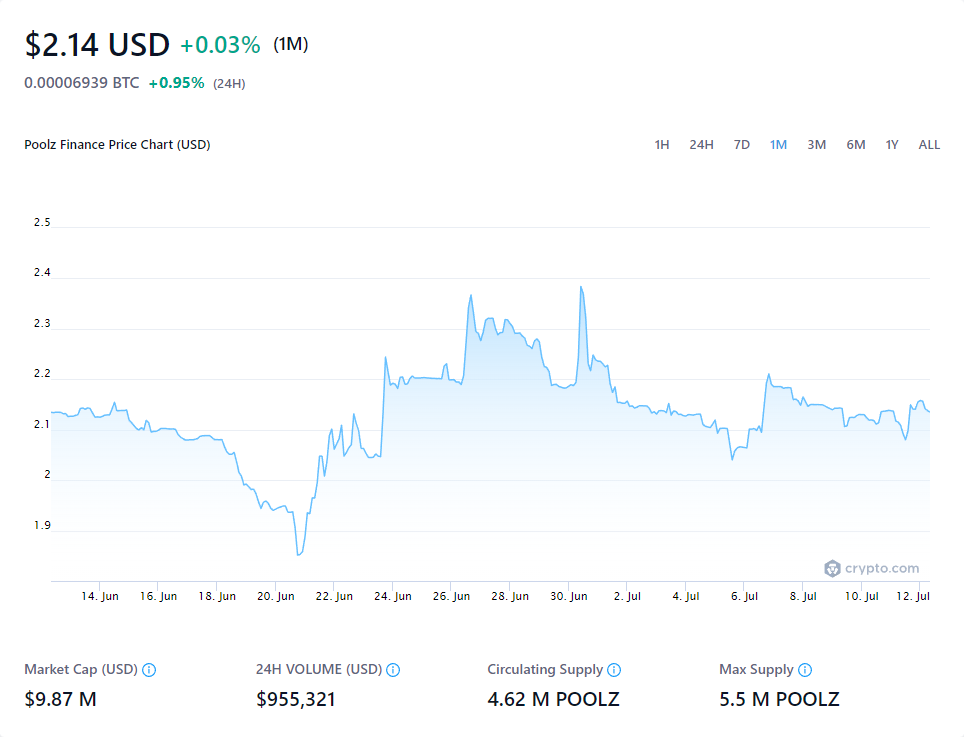 $2.14 USD +0.03% (1M)
0.00006939 BTC +0.95% (24H)
Poolz Finance Price Chart (USD) 1H 24H 7D 1M 3M 6M 1Y ALL
2.5
2.4
2.3
2.2
2.1
2
1.9
crypto.com
14. Jun 16. Jun 18. Jun 20. Jun 22. Jun 24. Jun 26. Jun 28. Jun 30. Jun 2. Jul 4. Jul 6. Jul 8. Jul 10. Jul 12. Jul
Market Cap (USD) 24H VOLUME (USD) Circulating Supply Max Supply
$9.87 M $955,321 4.62 M POOLZ 5.5 M POOLZ